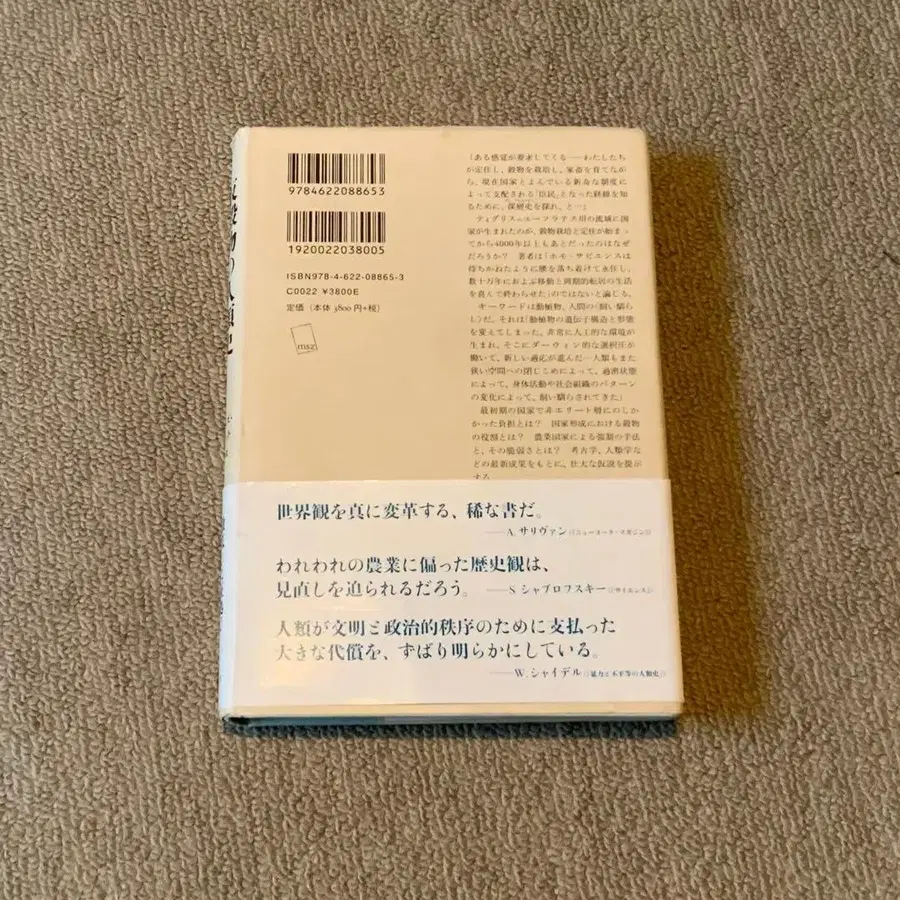 反穀物の人類史
9784622088653
1920022038005
ISBN978-4-622-08865-3
C0022 ¥3800E
定価 (本体 3800円+税)
msz
「ある感覚が要求してくる——わたしたち
が定住し、穀物を栽培し、家畜を育てなが
ら、現在国家とよんでいる新奇な制度に
よって支配される「臣民」となった経緯を知
るために、深層史を探れ、と…」
ティグリス=ユーフラテス川の流域に国
家が生まれたのが、穀物栽培と定住が始まっ
てから4000年以上もあとだったのはなぜ
だろうか? 著者は「ホモ・サピエンスは
待ちかねたように腰を落ち着けて永住し、
数十万年におよぶ移動と周期的転居の生活
を喜んで終わらせた」のではないと論じる。
キーワードは動植物、人間の〈飼い馴ら
し〉だ。それは「動植物の遺伝子構造と形態
を変えてしまった。非常に人工的な環境が
生まれ、そこにダーウィン的な選択圧が
働いて、新しい適応が進んだ…人類もまた
狭い空間への閉じこめによって、過密状態
によって、身体活動や社会組織のパターン
の変化によって、飼い馴らされてきた」
最初期の国家で非エリート層にのしか
かった負担とは? 国家形成における穀物
の役割とは? 農業国家による強制の手法
と、その脆弱さとは? 考古学、人類学な
どの最新成果をもとに、壮大な仮説を提示
する。
世界観を真に変革する、稀な書だ。
——A. サリヴァン(『ニューヨーク・マガジン』)
われわれの農業に偏った歴史観は、
見直しを迫られるだろう。 ——S. シャブロフスキー(『サイエンス』)
人類が文明と政治的秩序のために支払った
大きな代償を、ずばり明らかにしている。
——W. シャイデル(『暴力と不平等の人類史』)